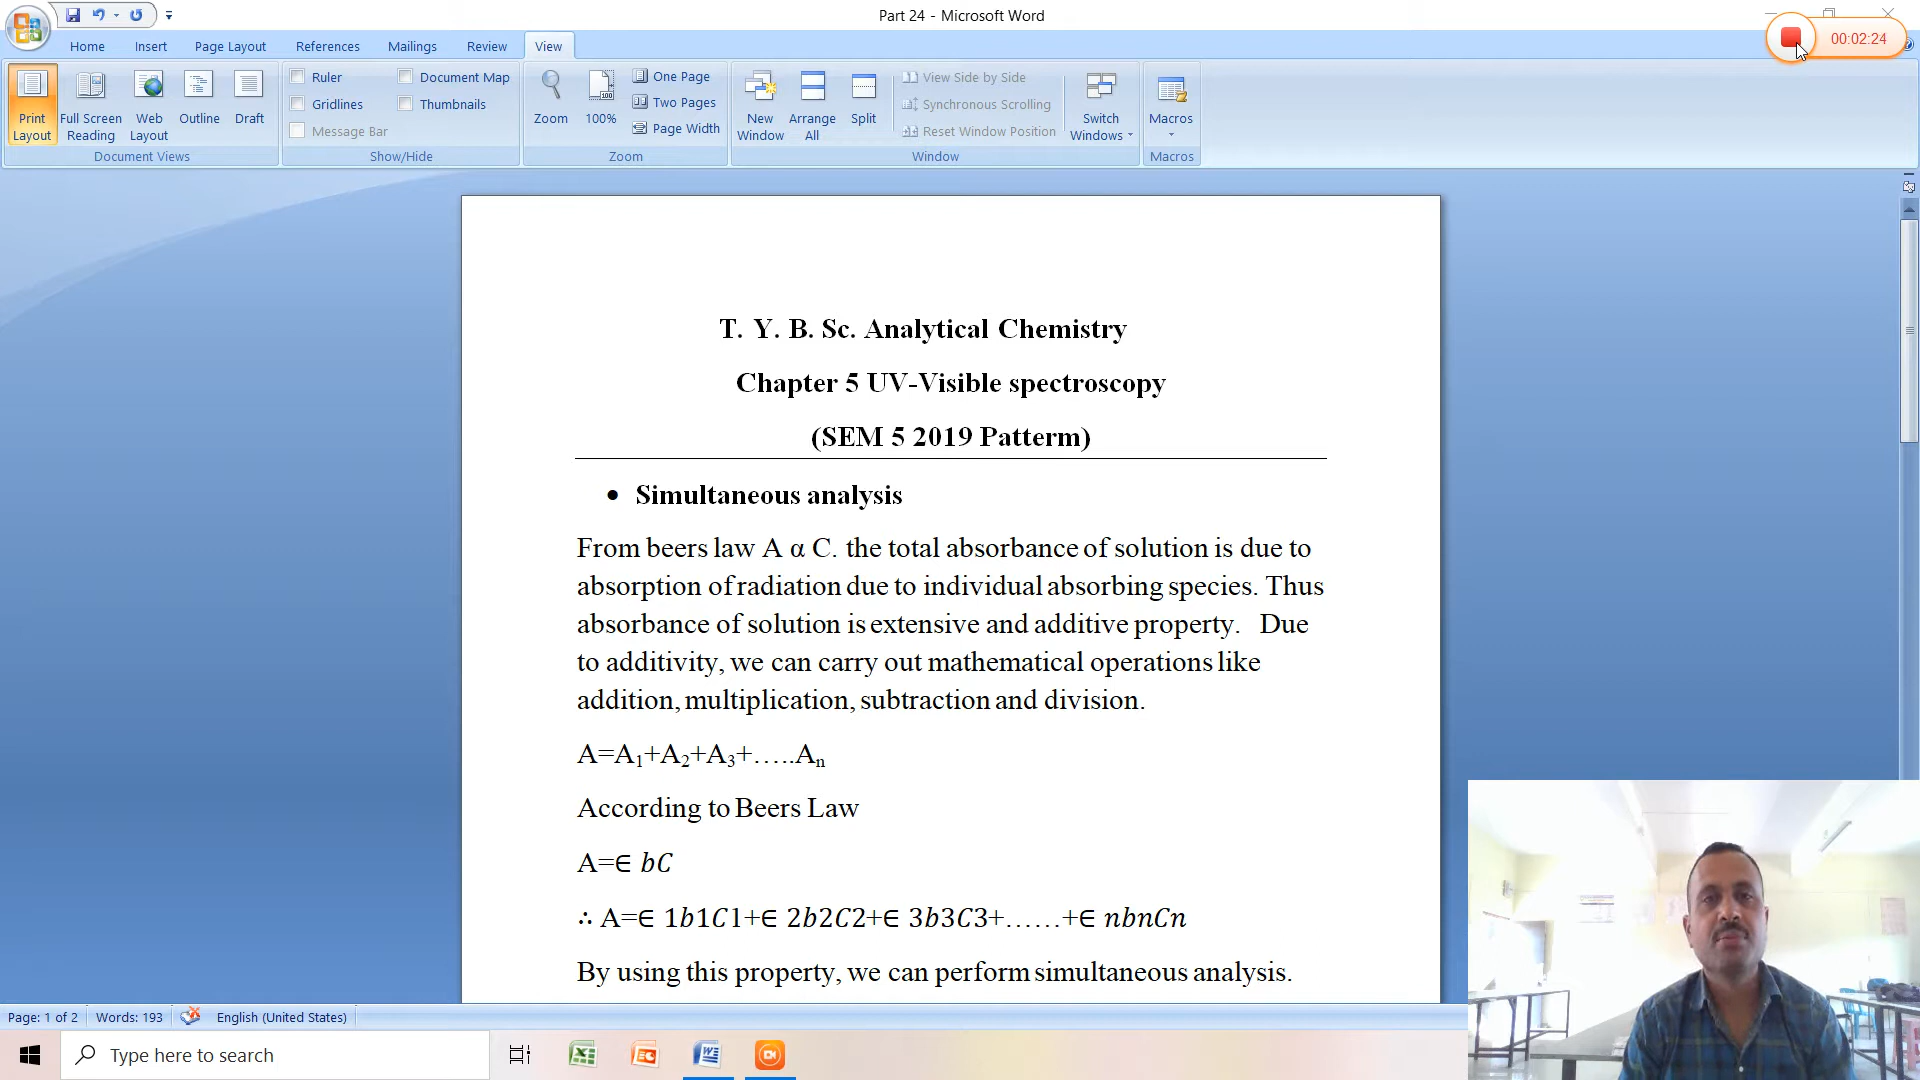 Part 24 - Microsoft Word
00:02:24
Home Insert Page Layout References Mailings Review View
Print Layout
Full Screen Reading
Web Layout
Outline
Draft
Document Views
Ruler
Gridlines
Message Bar
Document Map
Thumbnails
Show/Hide
Zoom
100%
One Page
Two Pages
Page Width
Zoom
New Window
Arrange All
Split
View Side by Side
Synchronous Scrolling
Reset Window Position
Switch Windows
Window
Macros
Macros
T. Y. B. Sc. Analytical Chemistry
Chapter 5 UV-Visible spectroscopy
(SEM 5 2019 Patterm)
• Simultaneous analysis
From beers law A α C. the total absorbance of solution is due to
absorption of radiation due to individual absorbing species. Thus
absorbance of solution is extensive and additive property. Due
to additivity, we can carry out mathematical operations like
addition, multiplication, subtraction and division.
A=A₁+A₂+A₃+…..Aₙ
According to Beers Law
A=∈ bC
∴ A=∈ 1b1C1+∈ 2b2C2+∈ 3b3C3+……+∈ nbnCn
By using this property, we can perform simultaneous analysis.
Page: 1 of 2 Words: 193 English (United States)
Type here to search